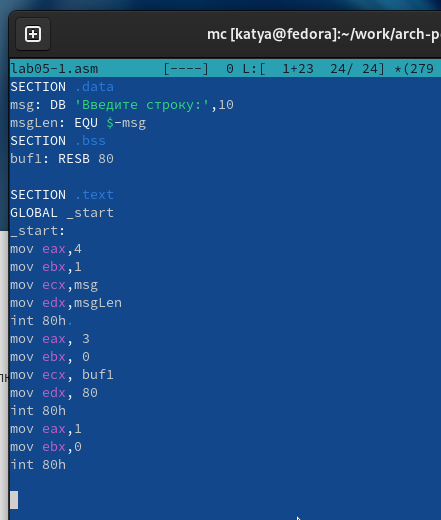 mc [katya@fedora]:~/work/arch-p
lab05-1.asm [----] 0 L:[ 1+23 24/ 24] *(279
SECTION .data
msg: DB 'Введите строку:',10
msgLen: EQU $-msg
SECTION .bss
buf1: RESB 80
SECTION .text
GLOBAL _start
_start:
mov eax,4
mov ebx,1
mov ecx,msg
mov edx,msgLen
int 80h
mov eax, 3
mov ebx, 0
mov ecx, buf1
mov edx, 80
int 80h
mov eax,1
mov ebx,0
int 80h